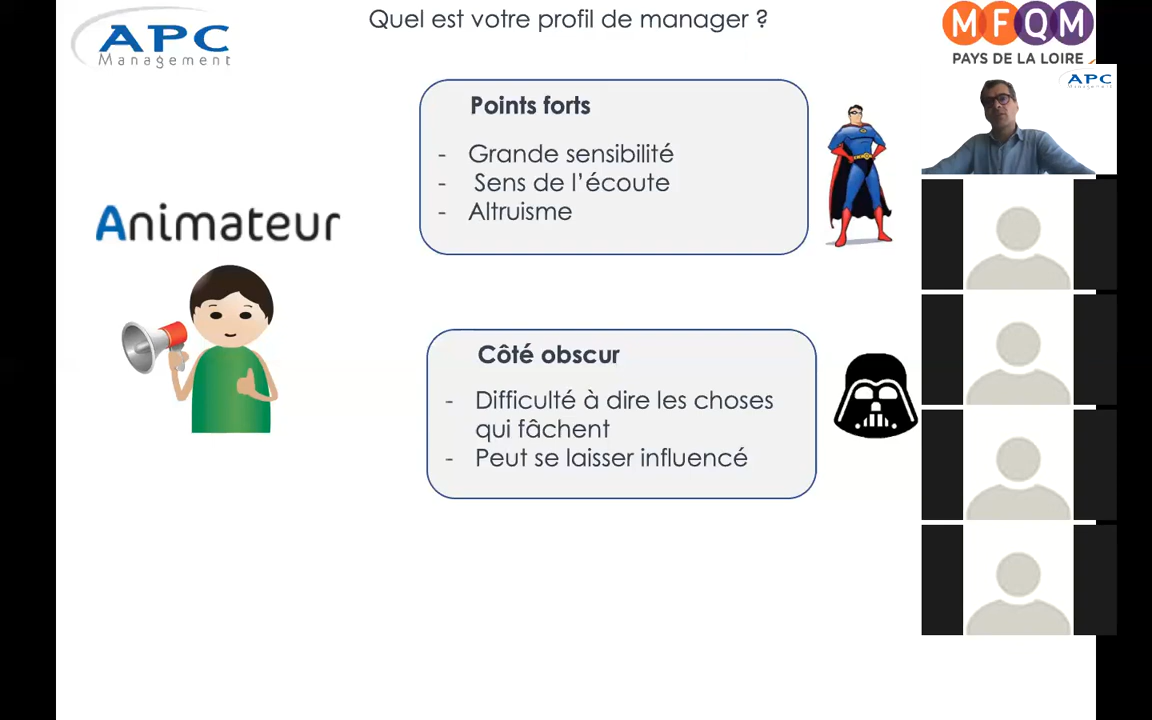 APC
Management
Quel est votre profil de manager ?
MFQM
PAYS DE LA LOIRE
APC
Management
Points forts
- Grande sensibilité
- Sens de l’écoute
- Altruisme
Animateur
Côté obscur
- Difficulté à dire les choses
qui fâchent
- Peut se laisser influencé